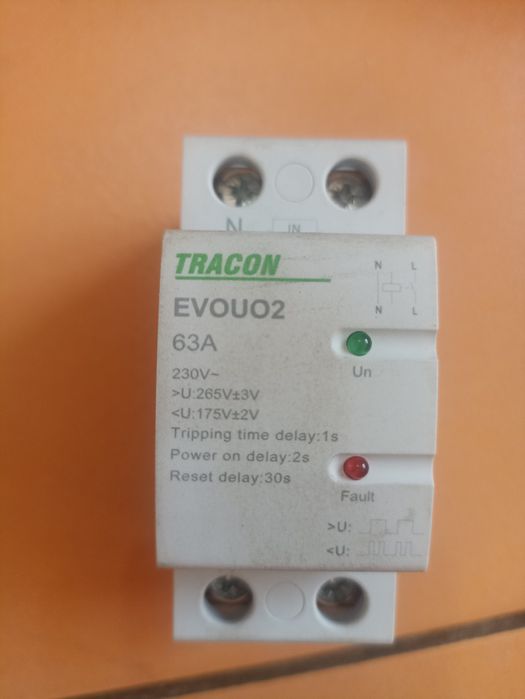 N
IN
TRACON
N L
EVOUO2
N L
63A
230V~
Un
>U:265V±3V
<U:175V±2V
Tripping time delay:1s
Power on delay:2s
Reset delay:30s
Fault
>U:
<U: